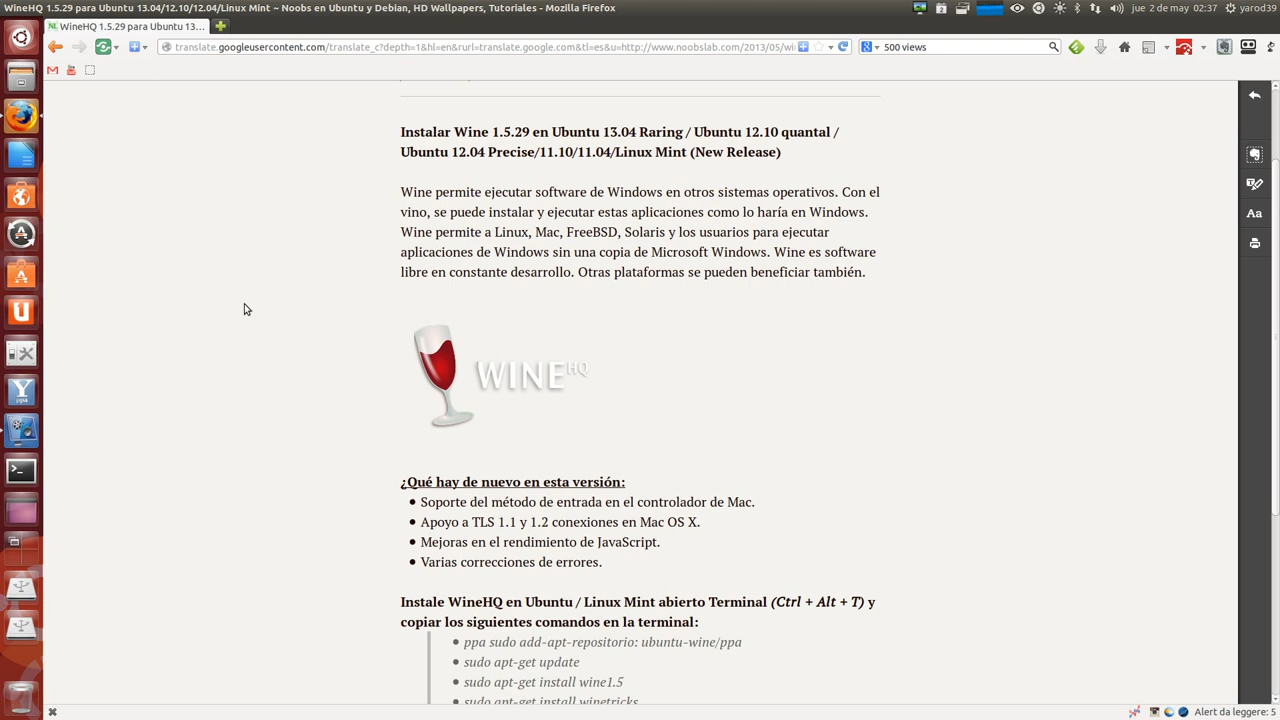 WineHQ 1.5.29 para Ubuntu 13.04/12.10/12.04/Linux Mint ~ Noobs en Ubuntu y Debian, HD Wallpapers, Tutoriales - Mozilla Firefox
jue 2 de may 02:37 yarod39
WineHQ 1.5.29 para Ubuntu 13...
translate.googleusercontent.com/translate_c?depth=1&hl=en&rurl=translate.google.com&tl=es&u=http://www.noobslab.com/2013/05/wi
500 views
Instalar Wine 1.5.29 en Ubuntu 13.04 Raring / Ubuntu 12.10 quantal /
Ubuntu 12.04 Precise/11.10/11.04/Linux Mint (New Release)
Wine permite ejecutar software de Windows en otros sistemas operativos. Con el
vino, se puede instalar y ejecutar estas aplicaciones como lo haría en Windows.
Wine permite a Linux, Mac, FreeBSD, Solaris y los usuarios para ejecutar
aplicaciones de Windows sin una copia de Microsoft Windows. Wine es software
libre en constante desarrollo. Otras plataformas se pueden beneficiar también.
WINE HQ
¿Qué hay de nuevo en esta versión:
Soporte del método de entrada en el controlador de Mac.
Apoyo a TLS 1.1 y 1.2 conexiones en Mac OS X.
Mejoras en el rendimiento de JavaScript.
Varias correcciones de errores.
Instale WineHQ en Ubuntu / Linux Mint abierto Terminal (Ctrl + Alt + T) y
copiar los siguientes comandos en la terminal:
ppa sudo add-apt-repositorio: ubuntu-wine/ppa
sudo apt-get update
sudo apt-get install wine1.5
sudo apt-get install winetricks
Aa
Alert da leggere: 5